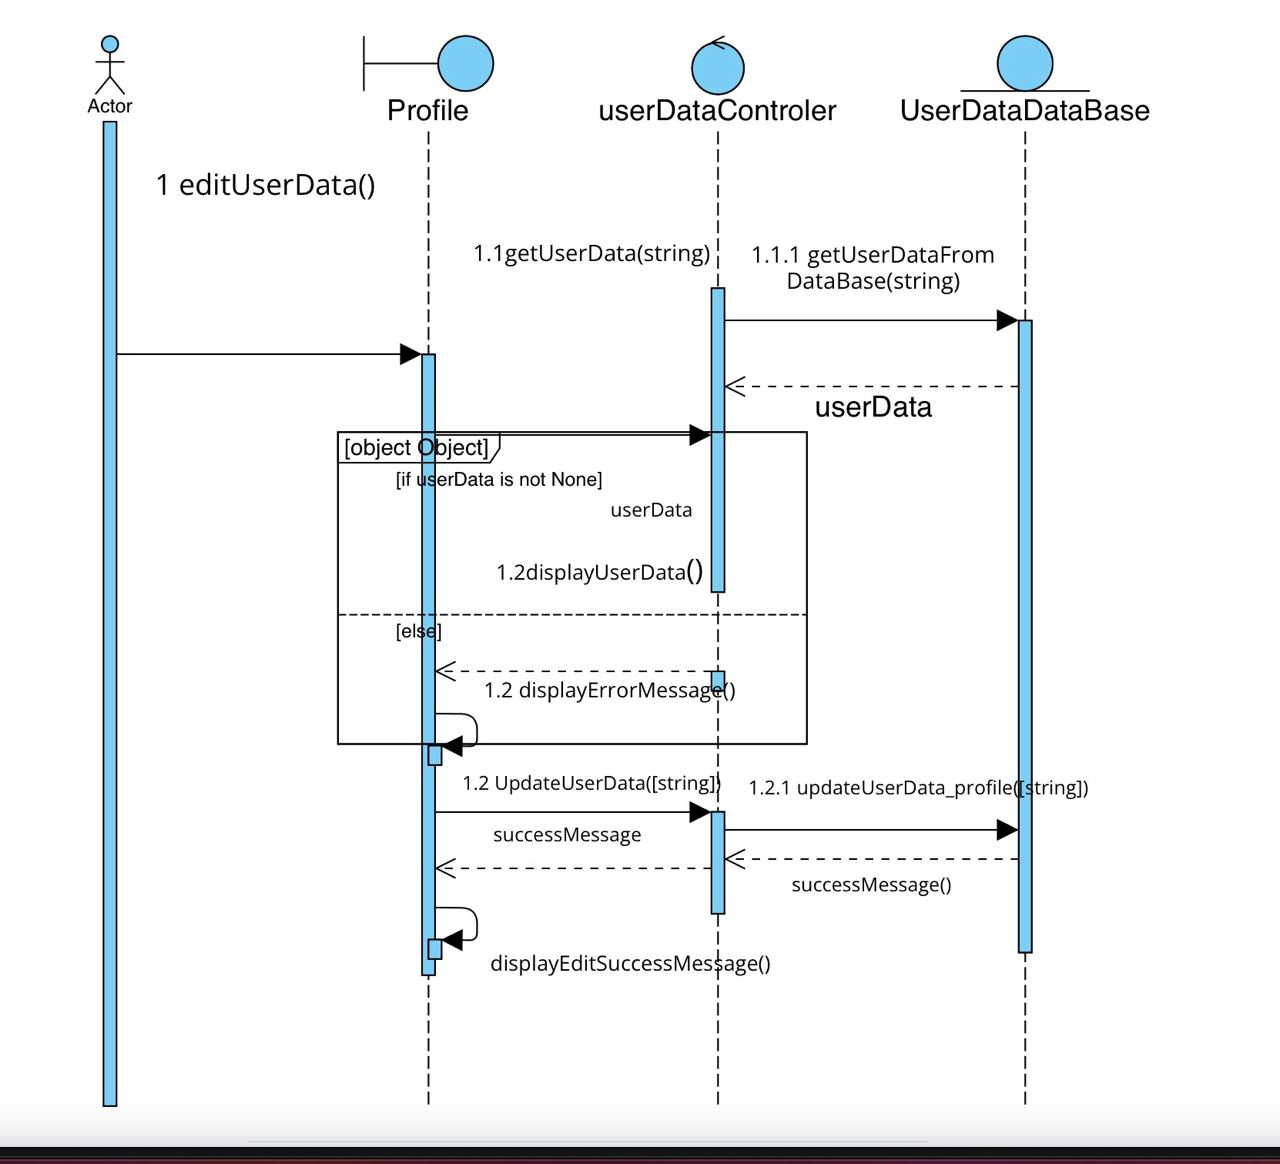 Actor
Profile
userDataControler
UserDataDataBase
1 editUserData()
1.1getUserData(string)
1.1.1 getUserDataFrom
DataBase(string)
userData
[object Object]
[if userData is not None]
userData
1.2displayUserData()
[else]
1.2 displayErrorMessage()
1.2 UpdateUserData([string])
1.2.1 updateUserData_profile([string])
successMessage
successMessage()
displayEditSuccessMessage()